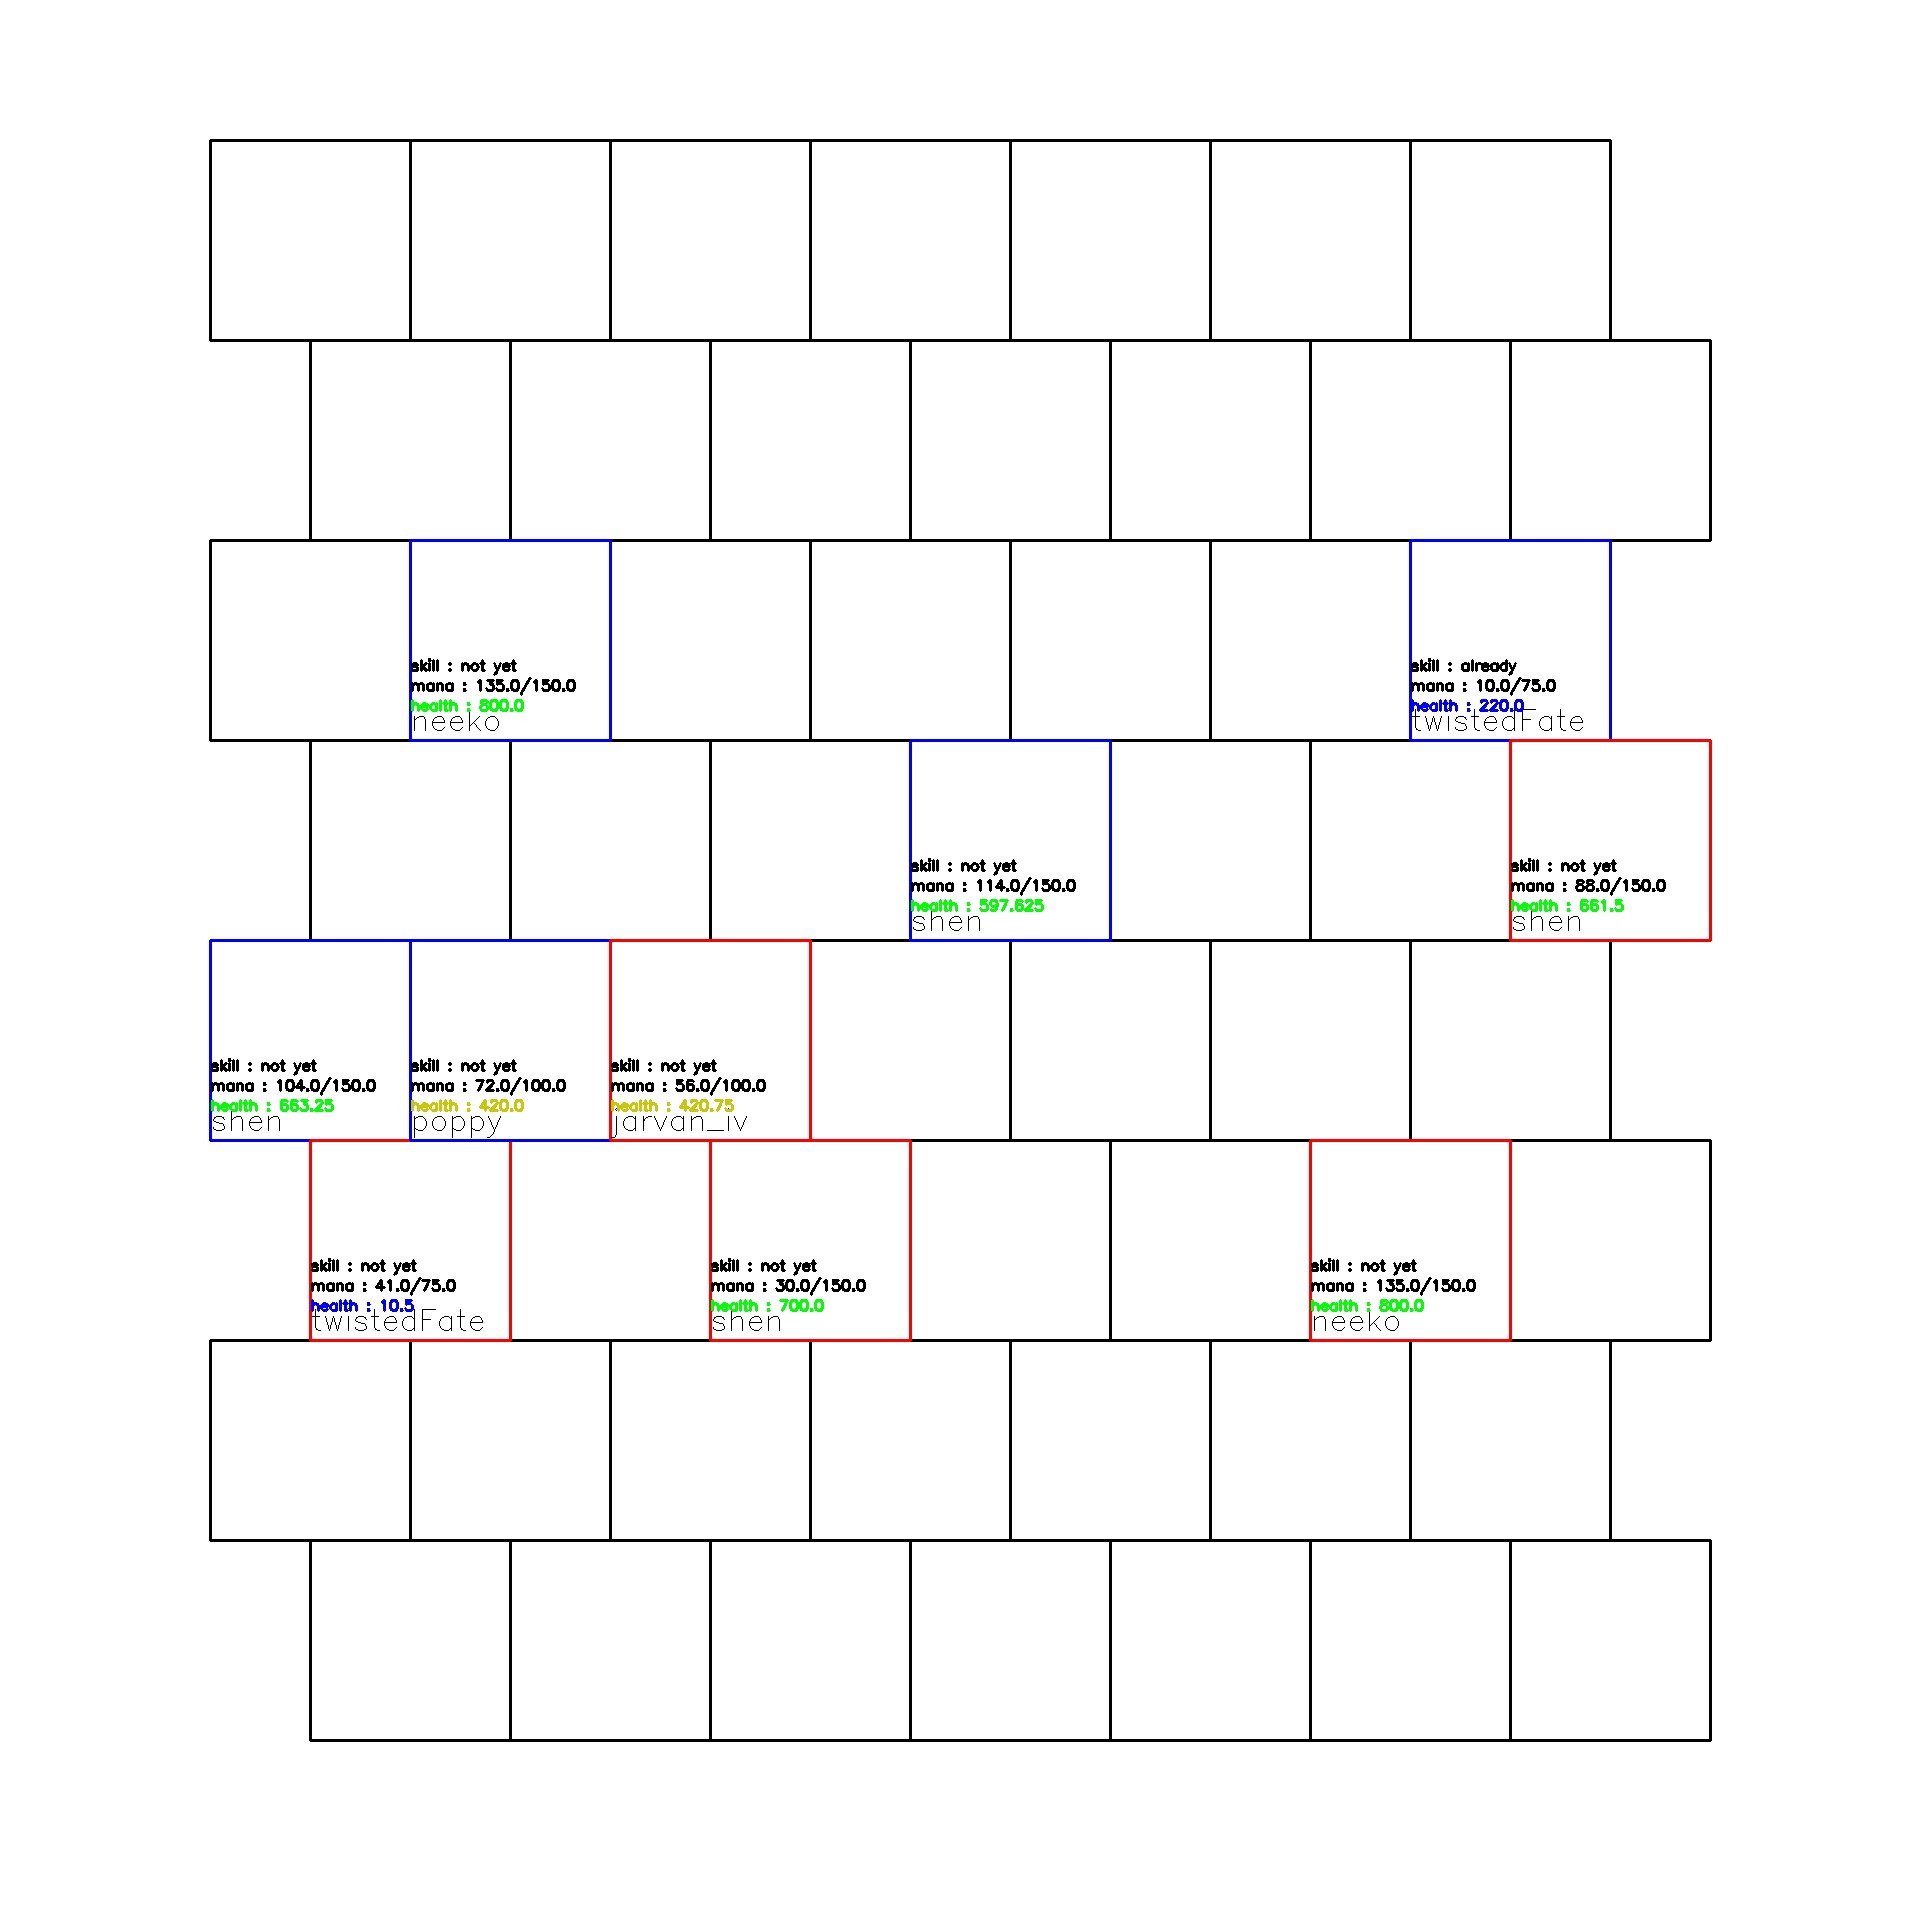 skill : not yet
mana : 135.0/150.0
health : 800.0
neeko
skill : already
mana : 10.0/75.0
health : 220.0
twistedFate
skill : not yet
mana : 114.0/150.0
health : 597.625
shen
skill : not yet
mana : 88.0/150.0
health : 661.5
shen
skill : not yet
mana : 104.0/150.0
health : 663.25
shen
skill : not yet
mana : 72.0/100.0
health : 420.0
poppy
skill : not yet
mana : 56.0/100.0
health : 420.75
jarvan_iv
skill : not yet
mana : 41.0/75.0
health : 10.5
twistedFate
skill : not yet
mana : 30.0/150.0
health : 700.0
shen
skill : not yet
mana : 135.0/150.0
health : 800.0
neeko